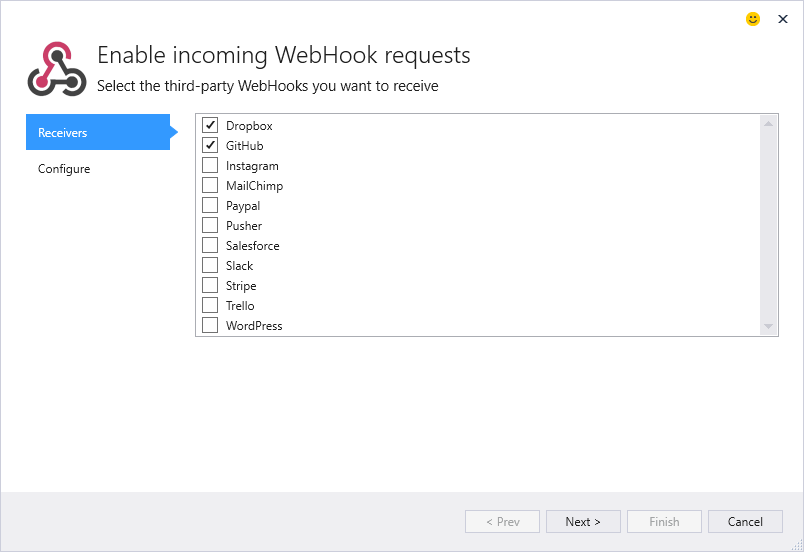 Enable incoming WebHook requests
Select the third-party WebHooks you want to receive
Receivers
Configure
Dropbox
GitHub
Instagram
MailChimp
Paypal
Pusher
Salesforce
Slack
Stripe
Trello
WordPress
< Prev
Next >
Finish
Cancel